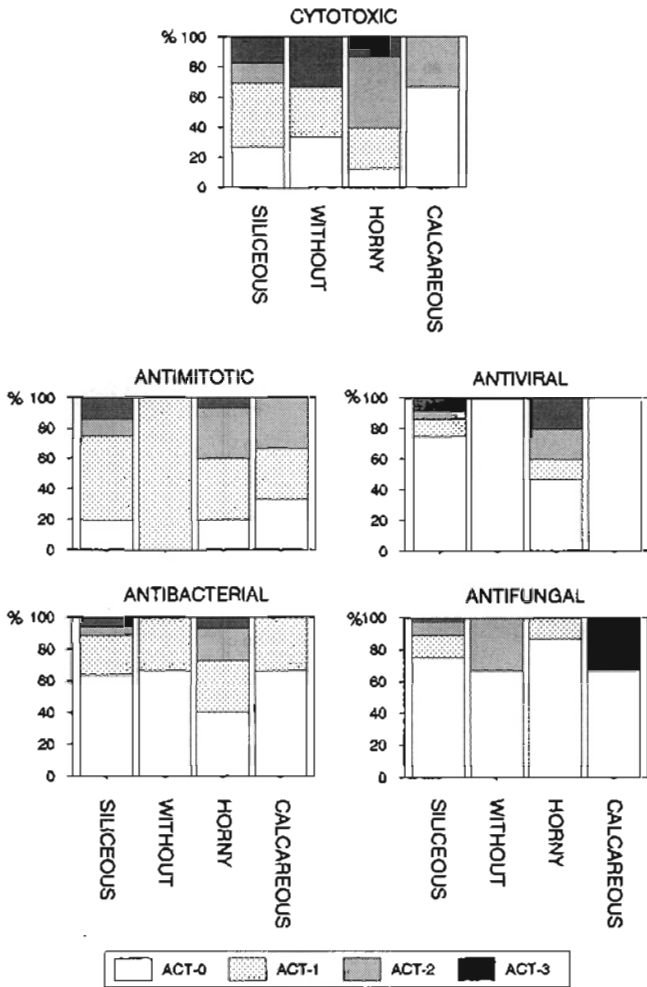 CYTOTOXIC
% 100
80
60
40
20
0
SILICEOUS
WITHOUT
HORNY
CALCAREOUS
ANTIMITOTIC
% 100
80
60
40
20
0
ANTIVIRAL
% 100
80
60
40
20
0
ANTIBACTERIAL
% 100
80
60
40
20
0
SILICEOUS
WITHOUT
HORNY
CALCAREOUS
ANTIFUNGAL
% 100
80
60
40
20
0
SILICEOUS
WITHOUT
HORNY
CALCAREOUS
ACT-0 ACT-1 ACT-2 ACT-3